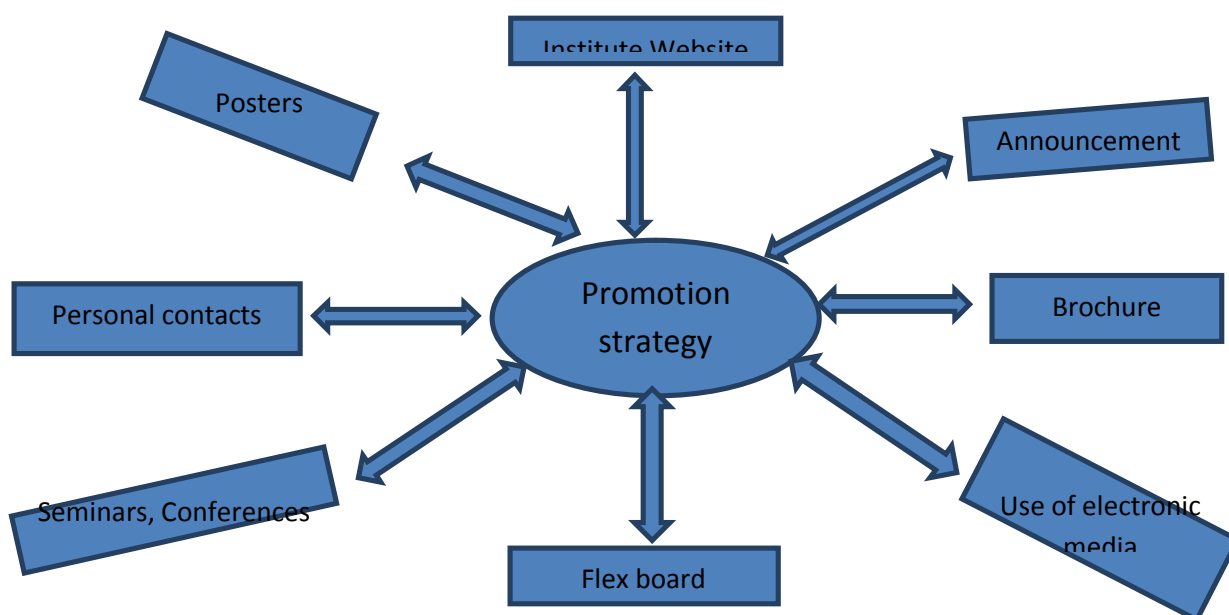 Institute Website
Posters
Announcement
Promotion
strategy
Personal contacts
Brochure
Seminars, Conferences
Use of electronic
media
Flex board